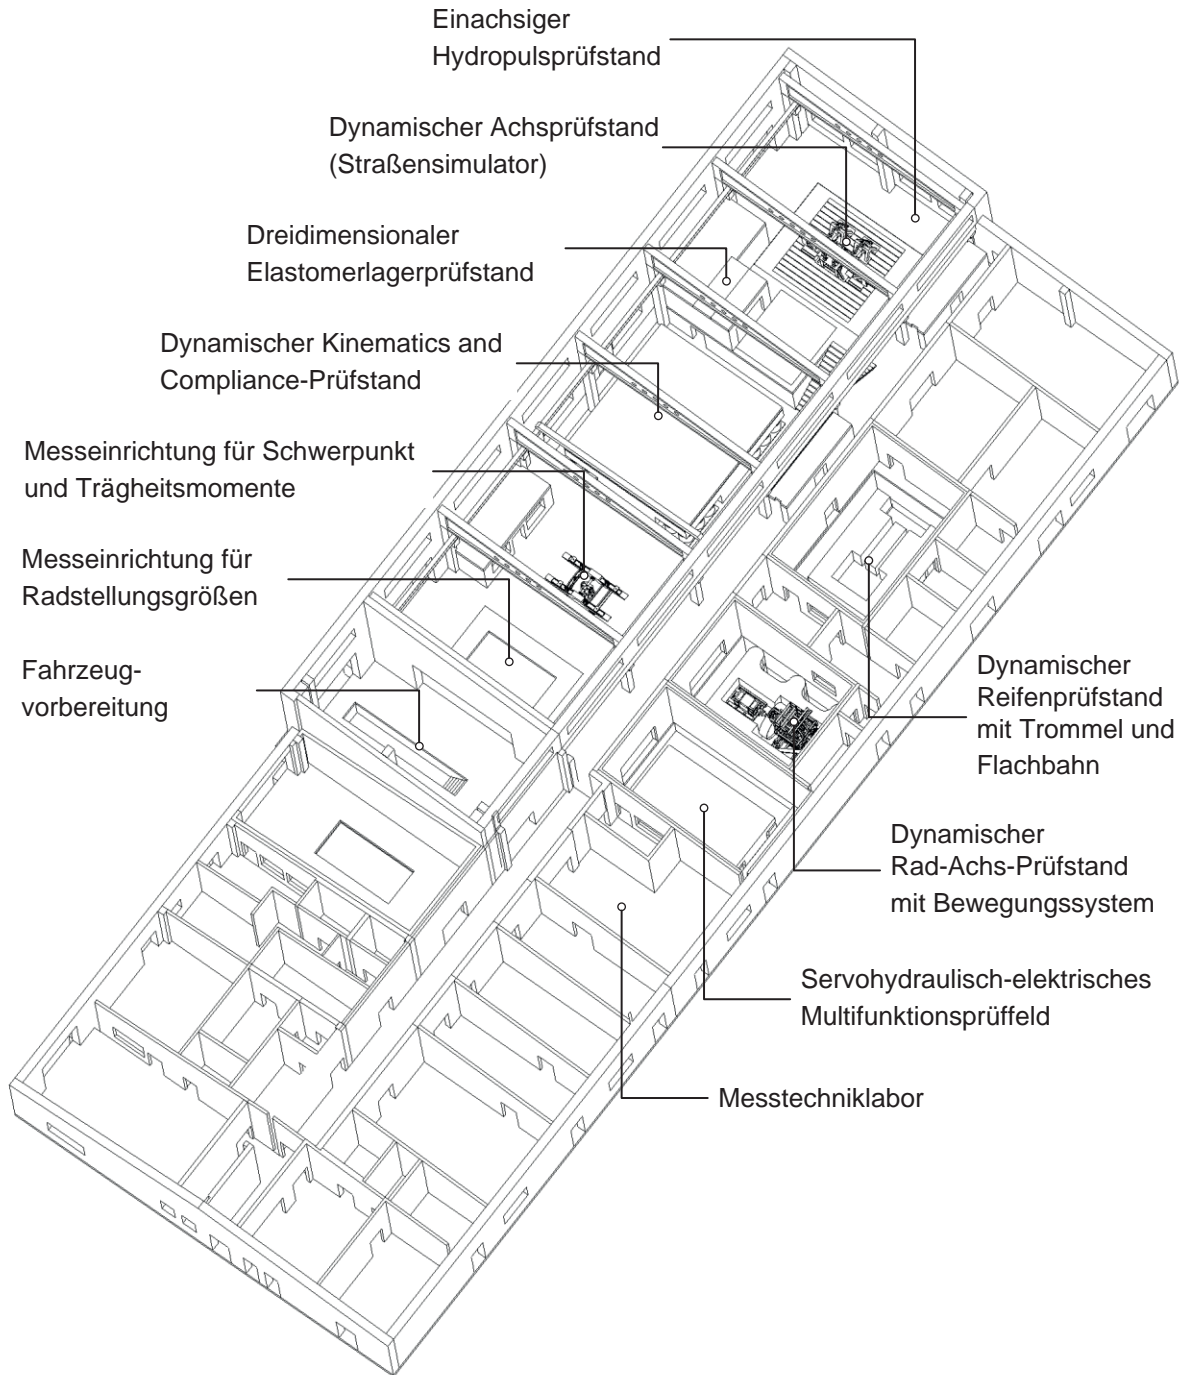 Einachsiger
Hydropulsprüfstand
Dynamischer Achsprüfstand
(Straßensimulator)
Dreidimensionaler
Elastomerlagerprüfstand
Dynamischer Kinematics and
Compliance-Prüfstand
Messeinrichtung für Schwerpunkt
und Trägheitsmomente
Messeinrichtung für
Radstellungsgrößen
Fahrzeug-
vorbereitung
Dynamischer
Reifenprüfstand
mit Trommel und
Flachbahn
Dynamischer
Rad-Achs-Prüfstand
mit Bewegungssystem
Servohydraulisch-elektrisches
Multifunktionsprüffeld
Messtechniklabor